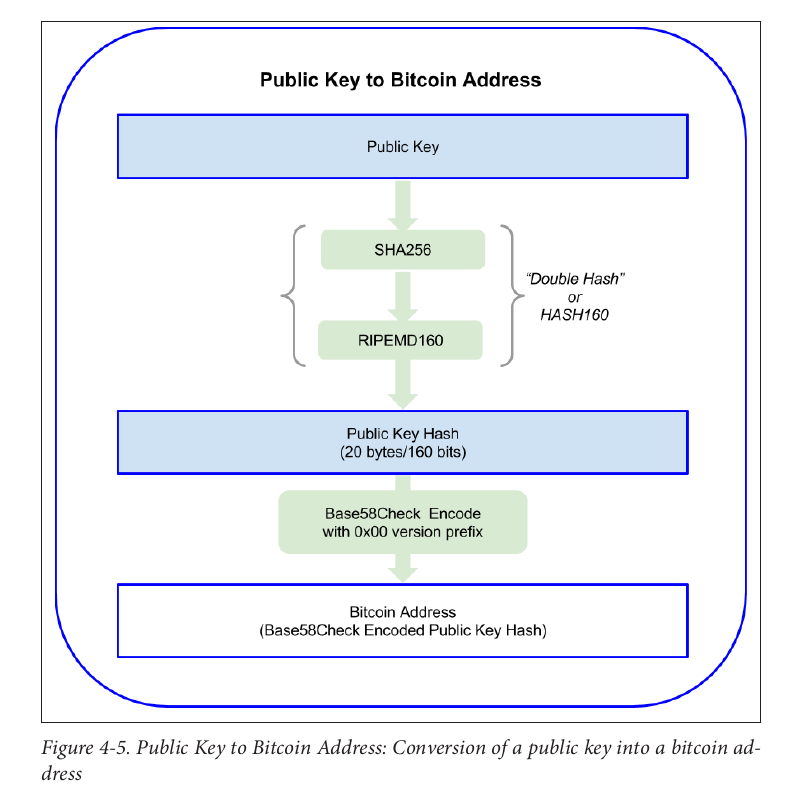 Public Key to Bitcoin Address
Public Key
SHA256
“Double Hash”
or
HASH160
RIPEMD160
Public Key Hash
(20 bytes/160 bits)
Base58Check Encode
with 0x00 version prefix
Bitcoin Address
(Base58Check Encoded Public Key Hash)
Figure 4-5. Public Key to Bitcoin Address: Conversion of a public key into a bitcoin ad-
dress